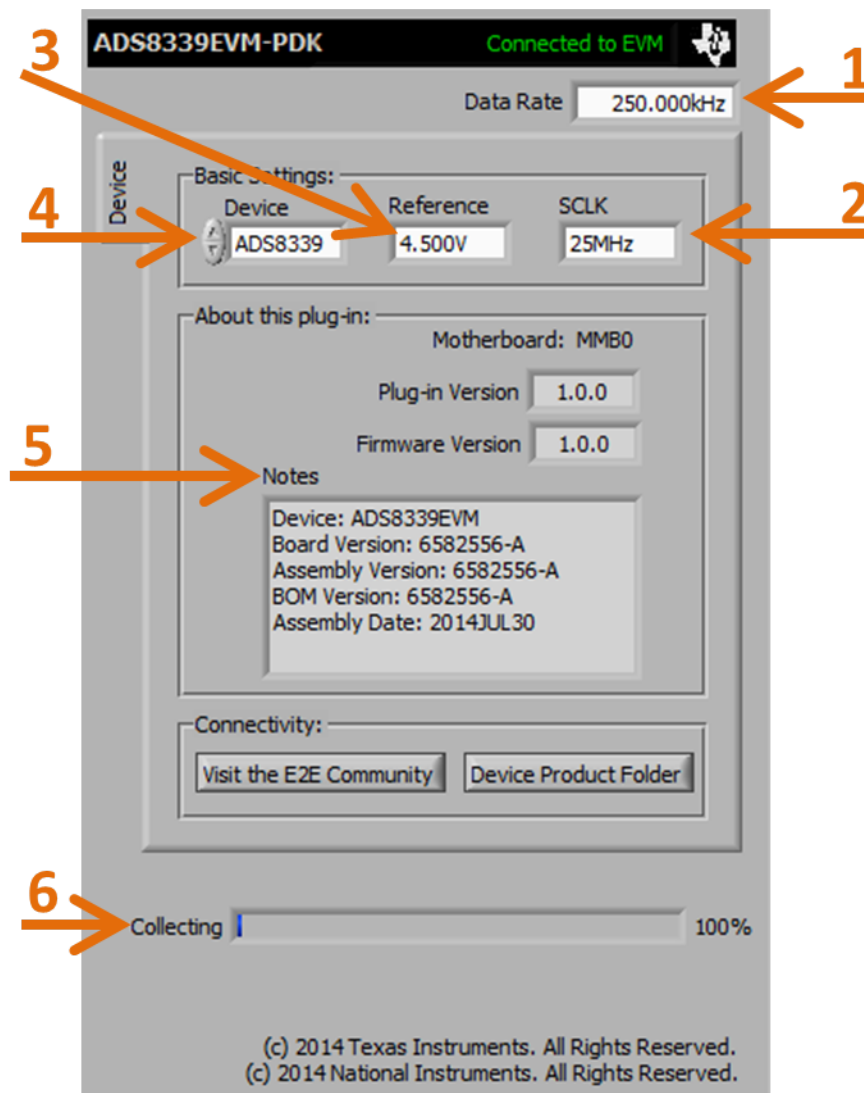 3
ADS8339EVM-PDK Connected to EVM
1
Data Rate 250.000kHz
Device
Basic Settings:
4
Device Reference SCLK
2
ADS8339 4.500V 25MHz
About this plug-in:
Motherboard: MMB0
Plug-in Version 1.0.0
Firmware Version 1.0.0
5
Notes
Device: ADS8339EVM
Board Version: 6582556-A
Assembly Version: 6582556-A
BOM Version: 6582556-A
Assembly Date: 2014JUL30
Connectivity:
Visit the E2E Community Device Product Folder
6
Collecting 100%
(c) 2014 Texas Instruments. All Rights Reserved.
(c) 2014 National Instruments. All Rights Reserved.